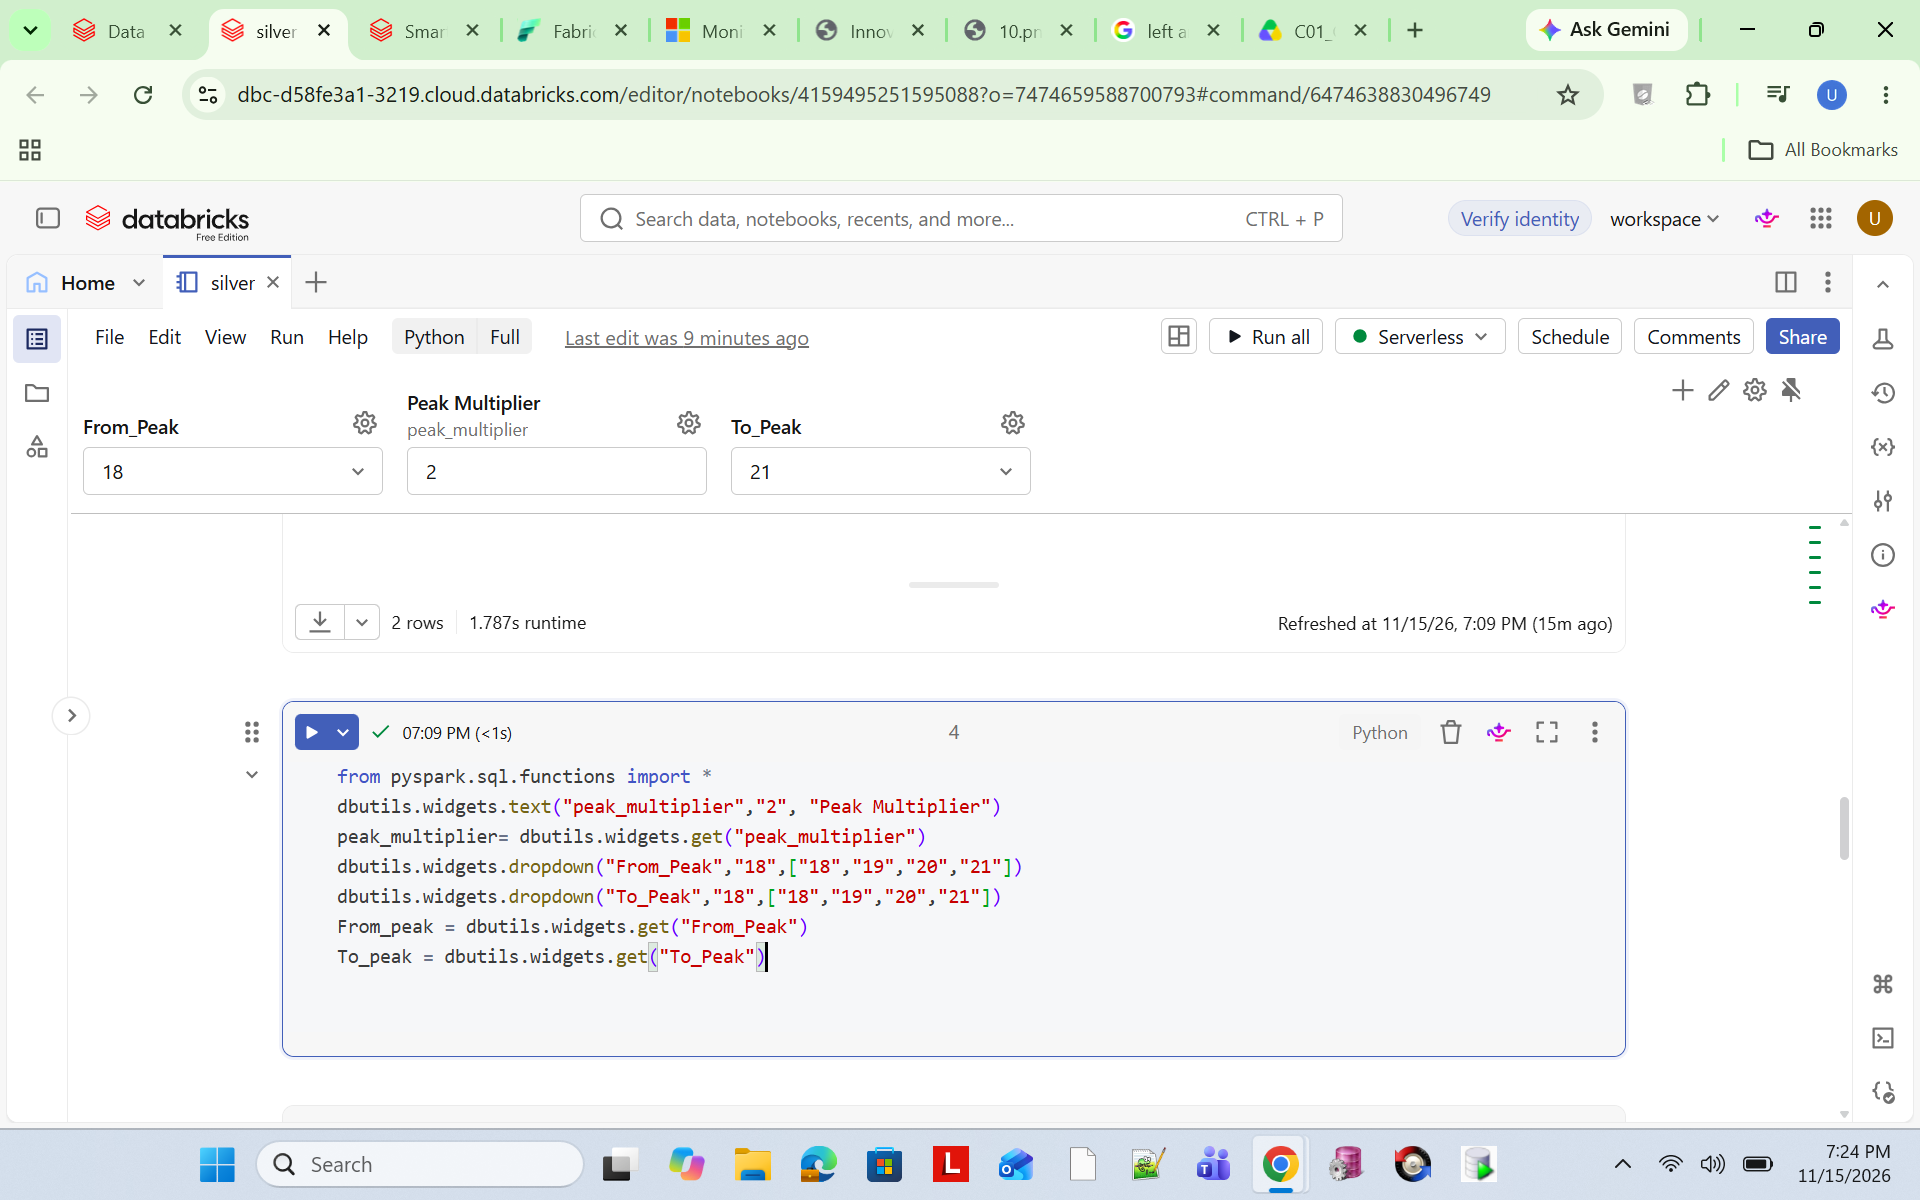 Data
silver
Smar
Fabric
Moni
Innov
10.pn
left a
C01_
Ask Gemini
dbc-d58fe3a1-3219.cloud.databricks.com/editor/notebooks/4159495251595088?o=7474659588700793#command/6474638830496749
U
All Bookmarks
databricks
Free Edition
Search data, notebooks, recents, and more...
CTRL + P
Verify identity
workspace
U
Home
silver
File Edit View Run Help
Python Full
Last edit was 9 minutes ago
Run all
Serverless
Schedule
Comments
Share
From_Peak
18
Peak Multiplier
peak_multiplier
2
To_Peak
21
2 rows
1.787s runtime
Refreshed at 11/15/26, 7:09 PM (15m ago)
07:09 PM (<1s)
4
Python
from pyspark.sql.functions import *
dbutils.widgets.text("peak_multiplier","2", "Peak Multiplier")
peak_multiplier= dbutils.widgets.get("peak_multiplier")
dbutils.widgets.dropdown("From_Peak","18",["18","19","20","21"])
dbutils.widgets.dropdown("To_Peak","18",["18","19","20","21"])
From_peak = dbutils.widgets.get("From_Peak")
To_peak = dbutils.widgets.get("To_Peak")
Search
L
T
7:24 PM
11/15/2026